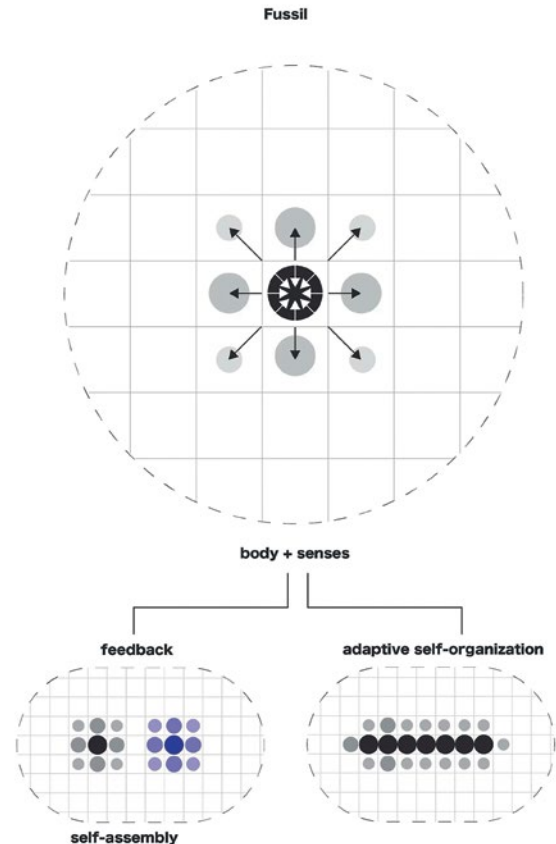 Fussil
body + senses
feedback
adaptive self-organization
self-assembly